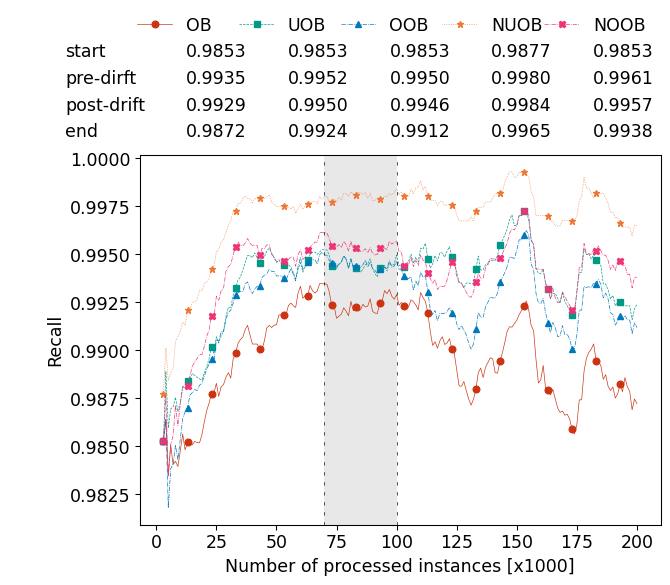 OB UOB OOB NUOB NOOB
start 0.9853 0.9853 0.9853 0.9877 0.9853
pre-dirft 0.9935 0.9952 0.9950 0.9980 0.9961
post-drift 0.9929 0.9950 0.9946 0.9984 0.9957
end 0.9872 0.9924 0.9912 0.9965 0.9938
1.0000
0.9975
0.9950
0.9925
0.9900
0.9875
0.9850
0.9825
Recall
0 25 50 75 100 125 150 175 200
Number of processed instances [x1000]